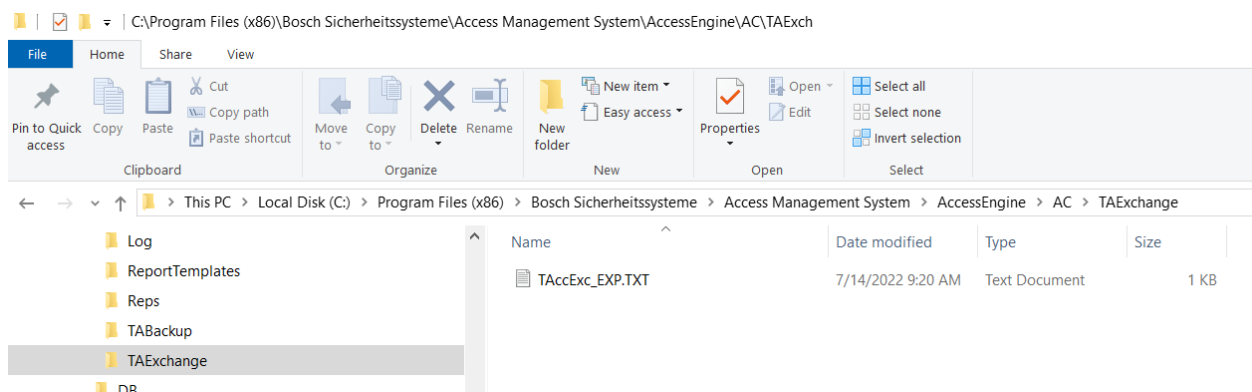 C:\Program Files (x86)\Bosch Sicherheitssysteme\Access Management System\AccessEngine\AC\TAExch
File Home Share View
Pin to Quick access
Copy
Paste
Cut
Copy path
Paste shortcut
Clipboard
Move to
Copy to
Delete
Rename
Organize
New folder
New item
Easy access
New
Properties
Open
Edit
Open
Select all
Select none
Invert selection
Select
This PC > Local Disk (C:) > Program Files (x86) > Bosch Sicherheitssysteme > Access Management System > AccessEngine > AC > TAExchange
Log
ReportTemplates
Reps
TABackup
TAExchange
DB
Name Date modified Type Size
TAccExc_EXP.TXT 7/14/2022 9:20 AM Text Document 1 KB